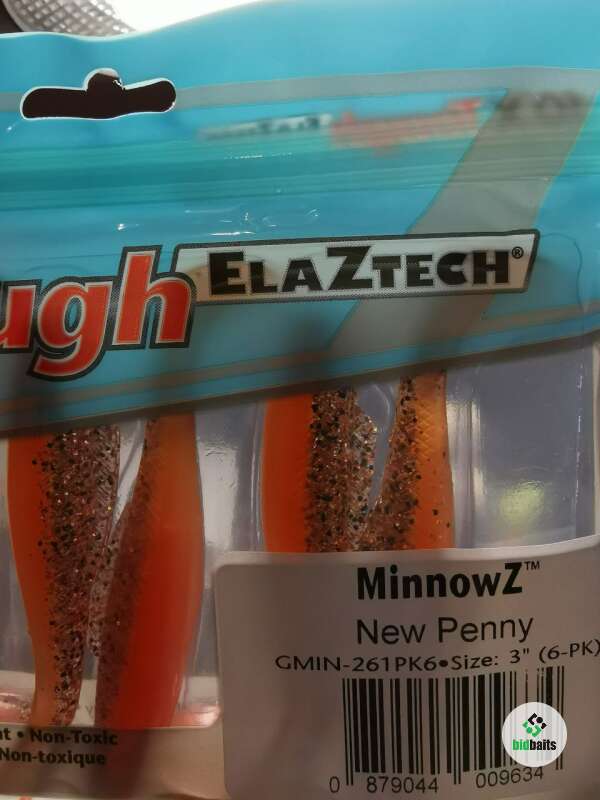 ugh ElaZtech®
MinnowZ™
New Penny
GMIN-261PK6•Size: 3" (6-PK)
nt • Non-Toxic
Non-toxique
0 879044 009634
bidbaits